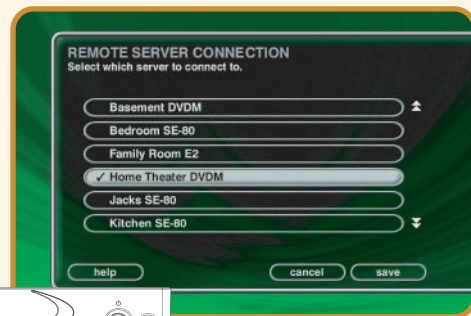 REMOTE SERVER CONNECTION
Select which server to connect to.
Basement DVDM
Bedroom SE-80
Family Room E2
✓ Home Theater DVDM
Jacks SE-80
Kitchen SE-80
help cancel save